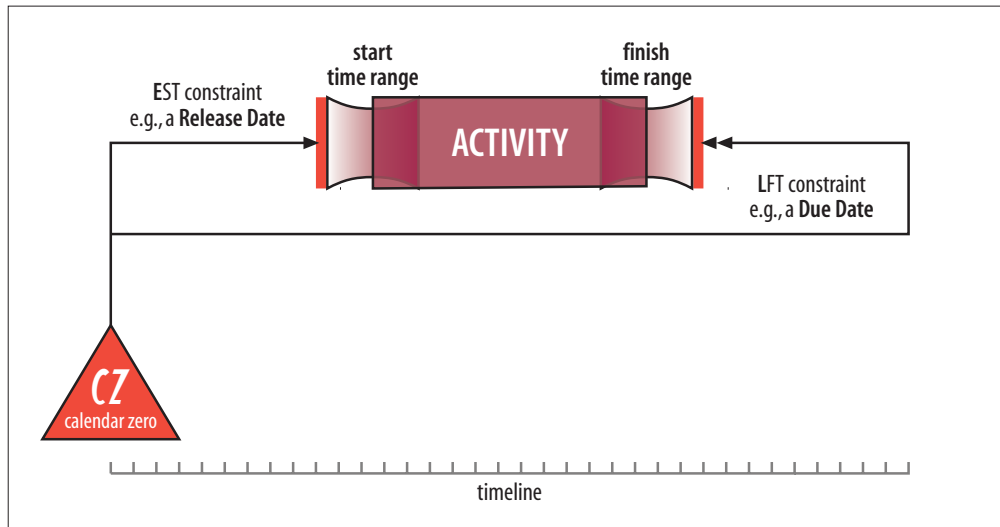 start
time range
finish
time range
EST constraint
e.g., a Release Date
ACTIVITY
LFT constraint
e.g., a Due Date
CZ
calendar zero
timeline